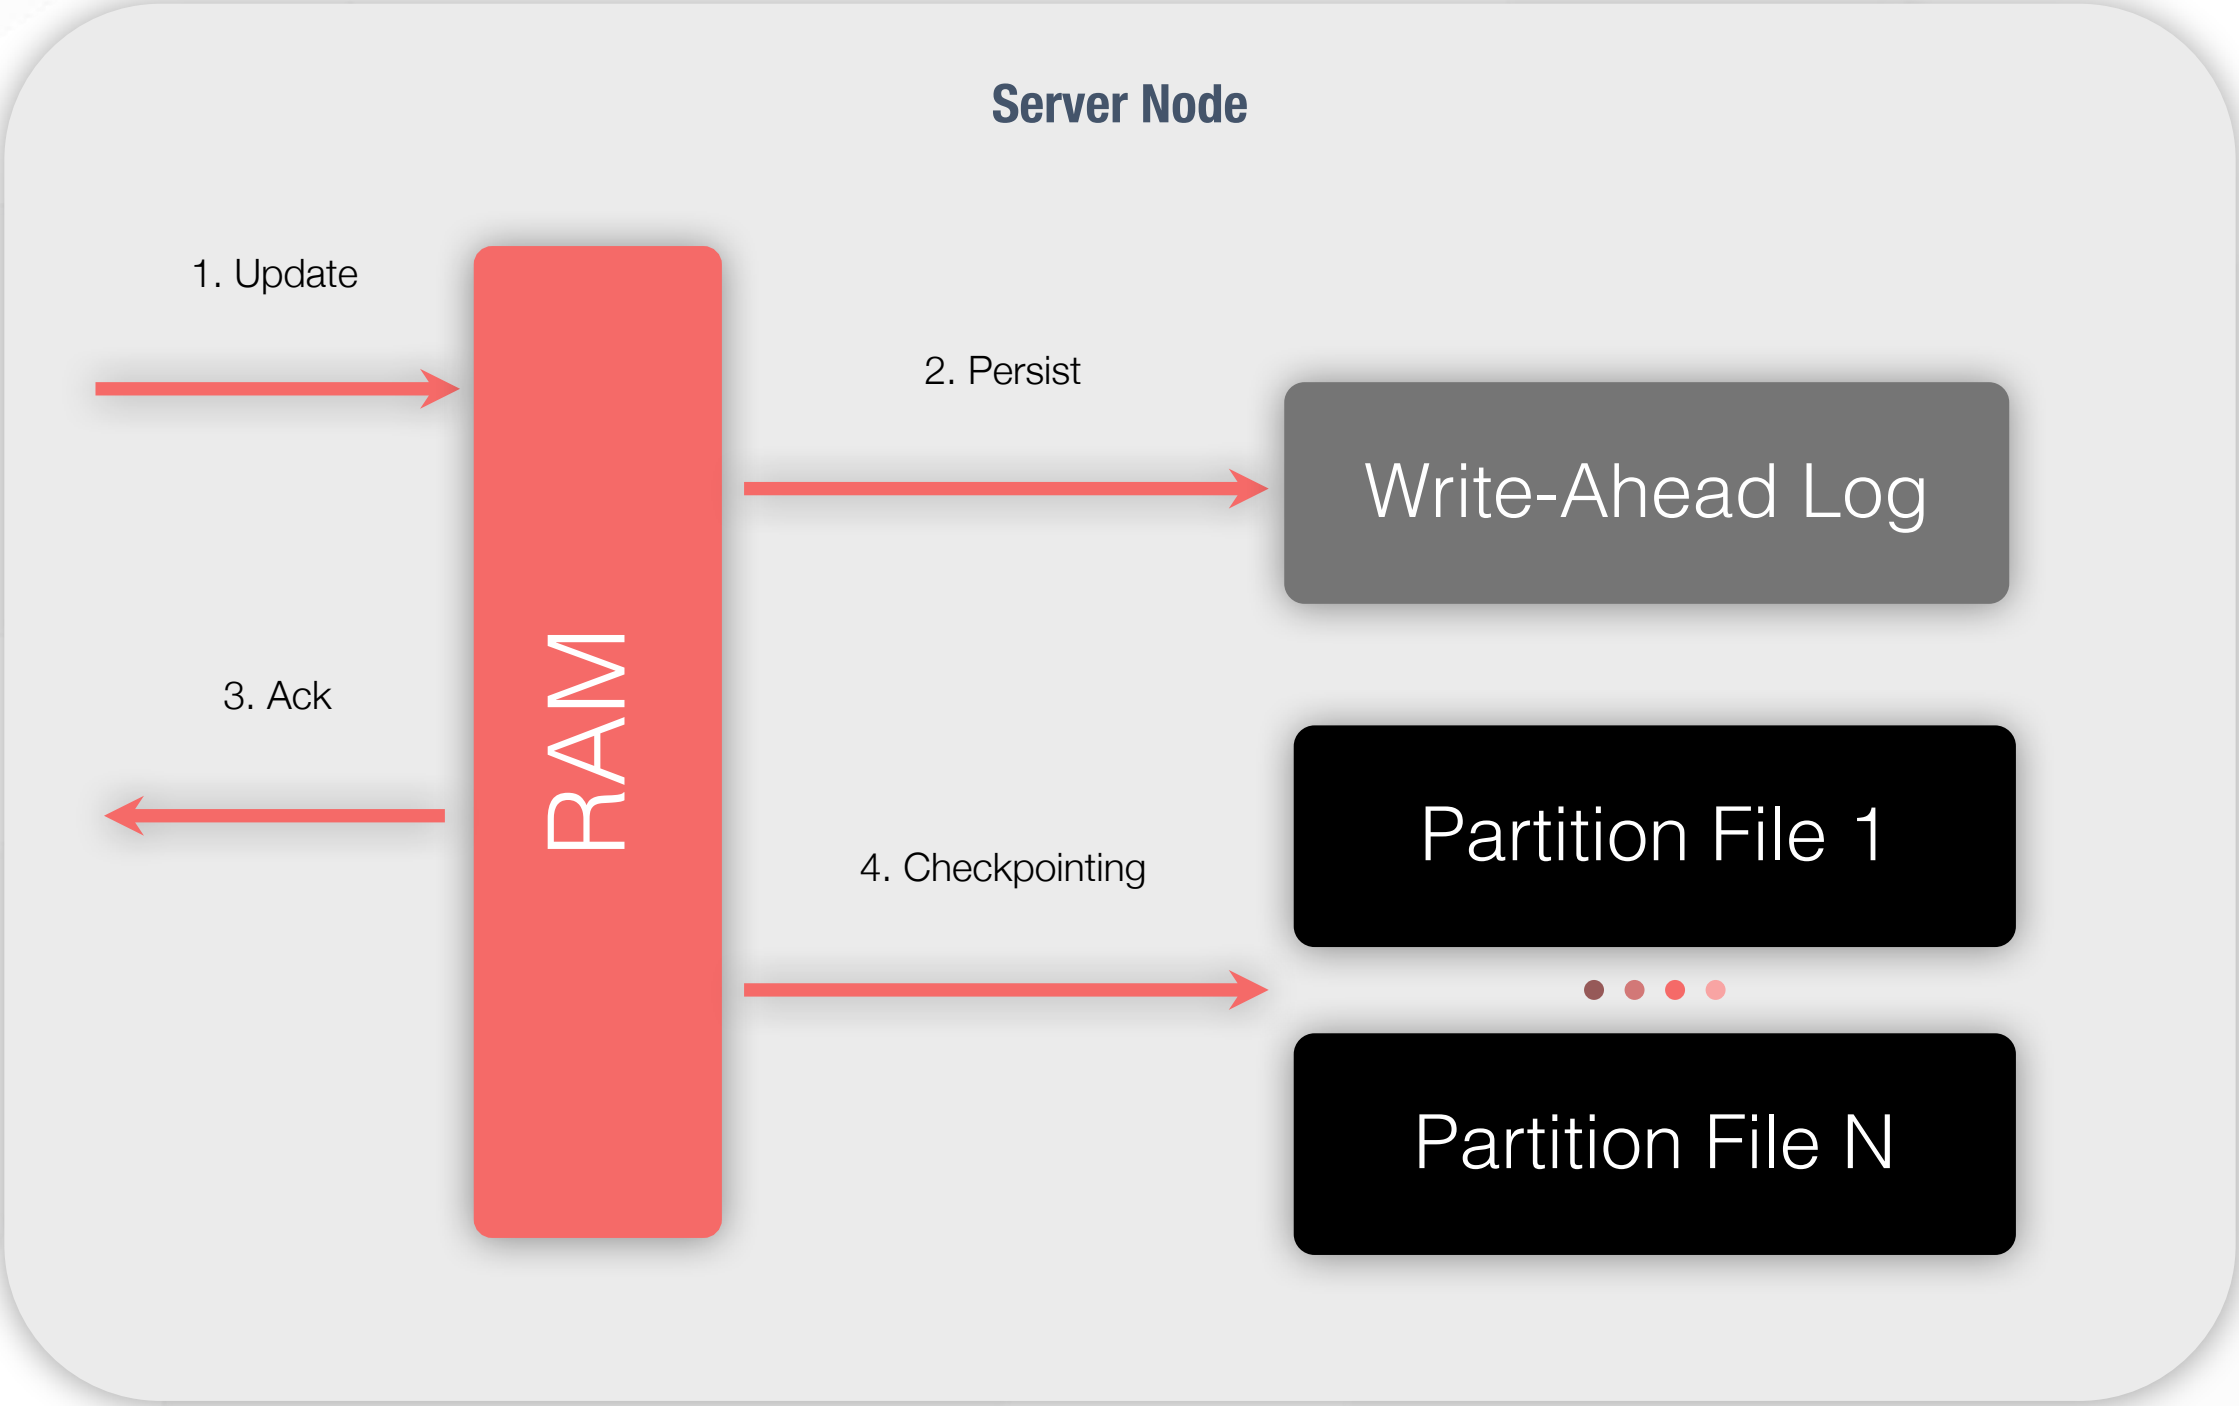 Server Node
1. Update
2. Persist
Write-Ahead Log
RAM
3. Ack
Partition File 1
4. Checkpointing
Partition File N